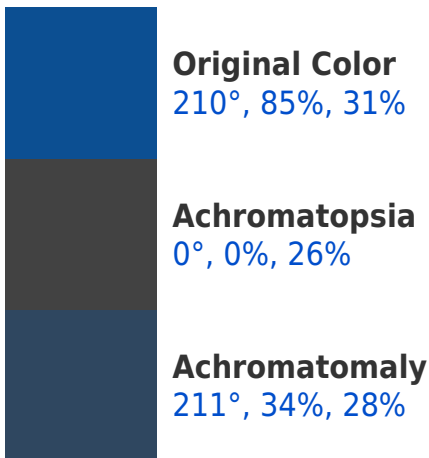 Original Color
210°, 85%, 31%
Achromatopsia
0°, 0%, 26%
Achromatomaly
211°, 34%, 28%